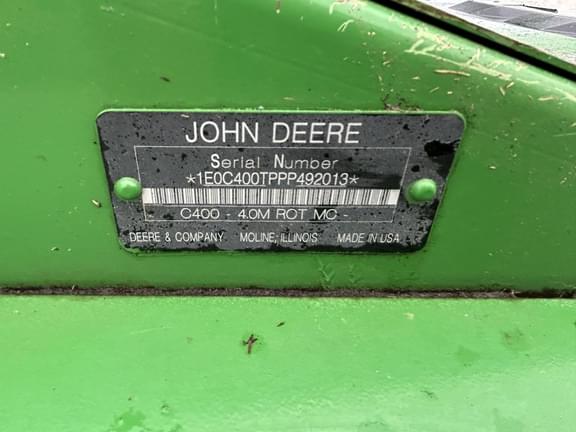 JOHN DEERE
Serial Number
*1E0C400TPPP492013*
C400 - 4.0M ROT MC -
DEERE & COMPANY MOLINE, ILLINOIS MADE IN USA